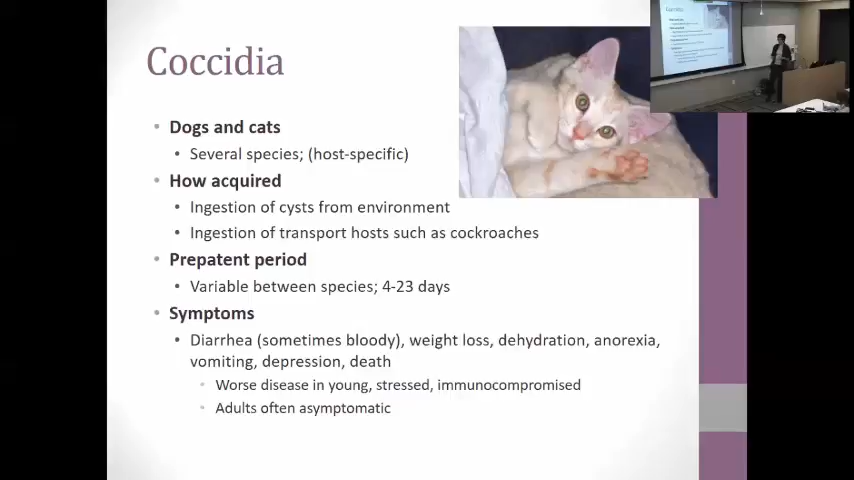 Coccidia
• Dogs and cats
• Several species; (host-specific)
• How acquired
• Ingestion of cysts from environment
• Ingestion of transport hosts such as cockroaches
• Prepatent period
• Variable between species; 4-23 days
• Symptoms
• Diarrhea (sometimes bloody), weight loss, dehydration, anorexia,
vomiting, depression, death
• Worse disease in young, stressed, immunocompromised
• Adults often asymptomatic